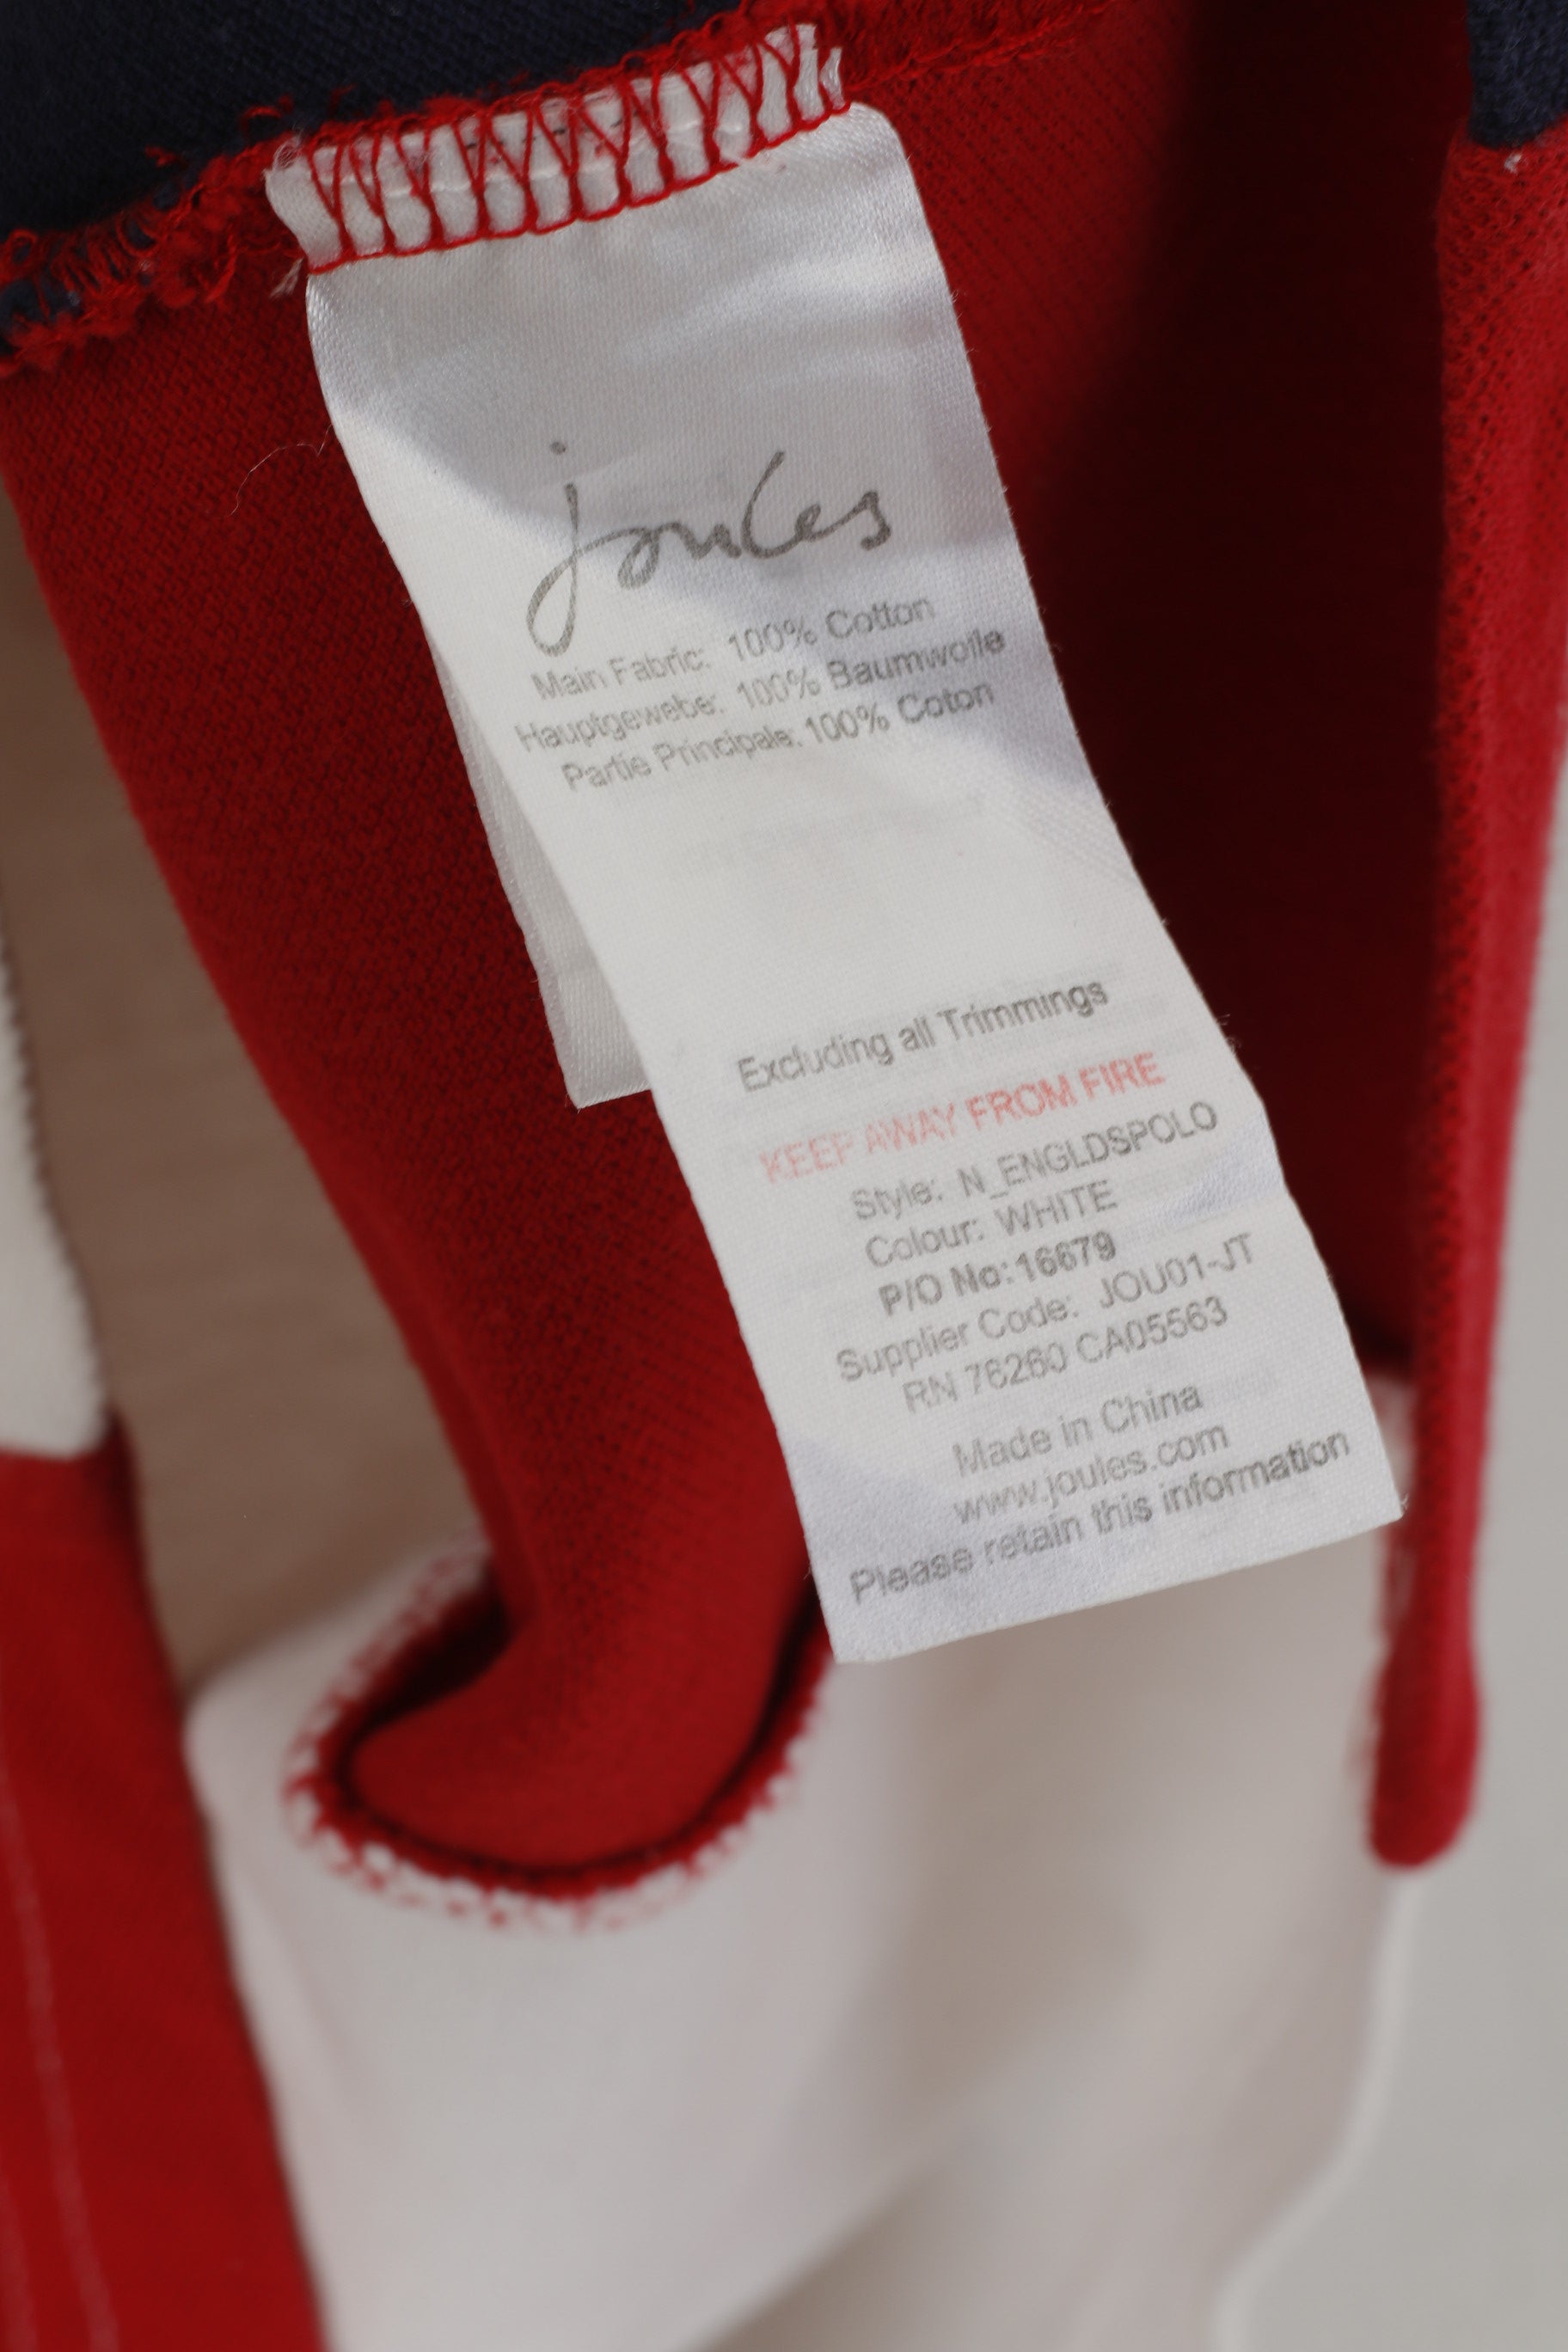 joules
Main Fabric: 100% Cotton
Hauptgewebe: 100% Baumwolle
Partie Principale: 100% Coton
Excluding all Trimmings
KEEP AWAY FROM FIRE
Style: N_ENGLDSPOLO
Colour: WHITE
P/O No: 16679
Supplier Code: JOU01-JT
RN 76260 CA05563
Made in China
www.joules.com
Please retain this information